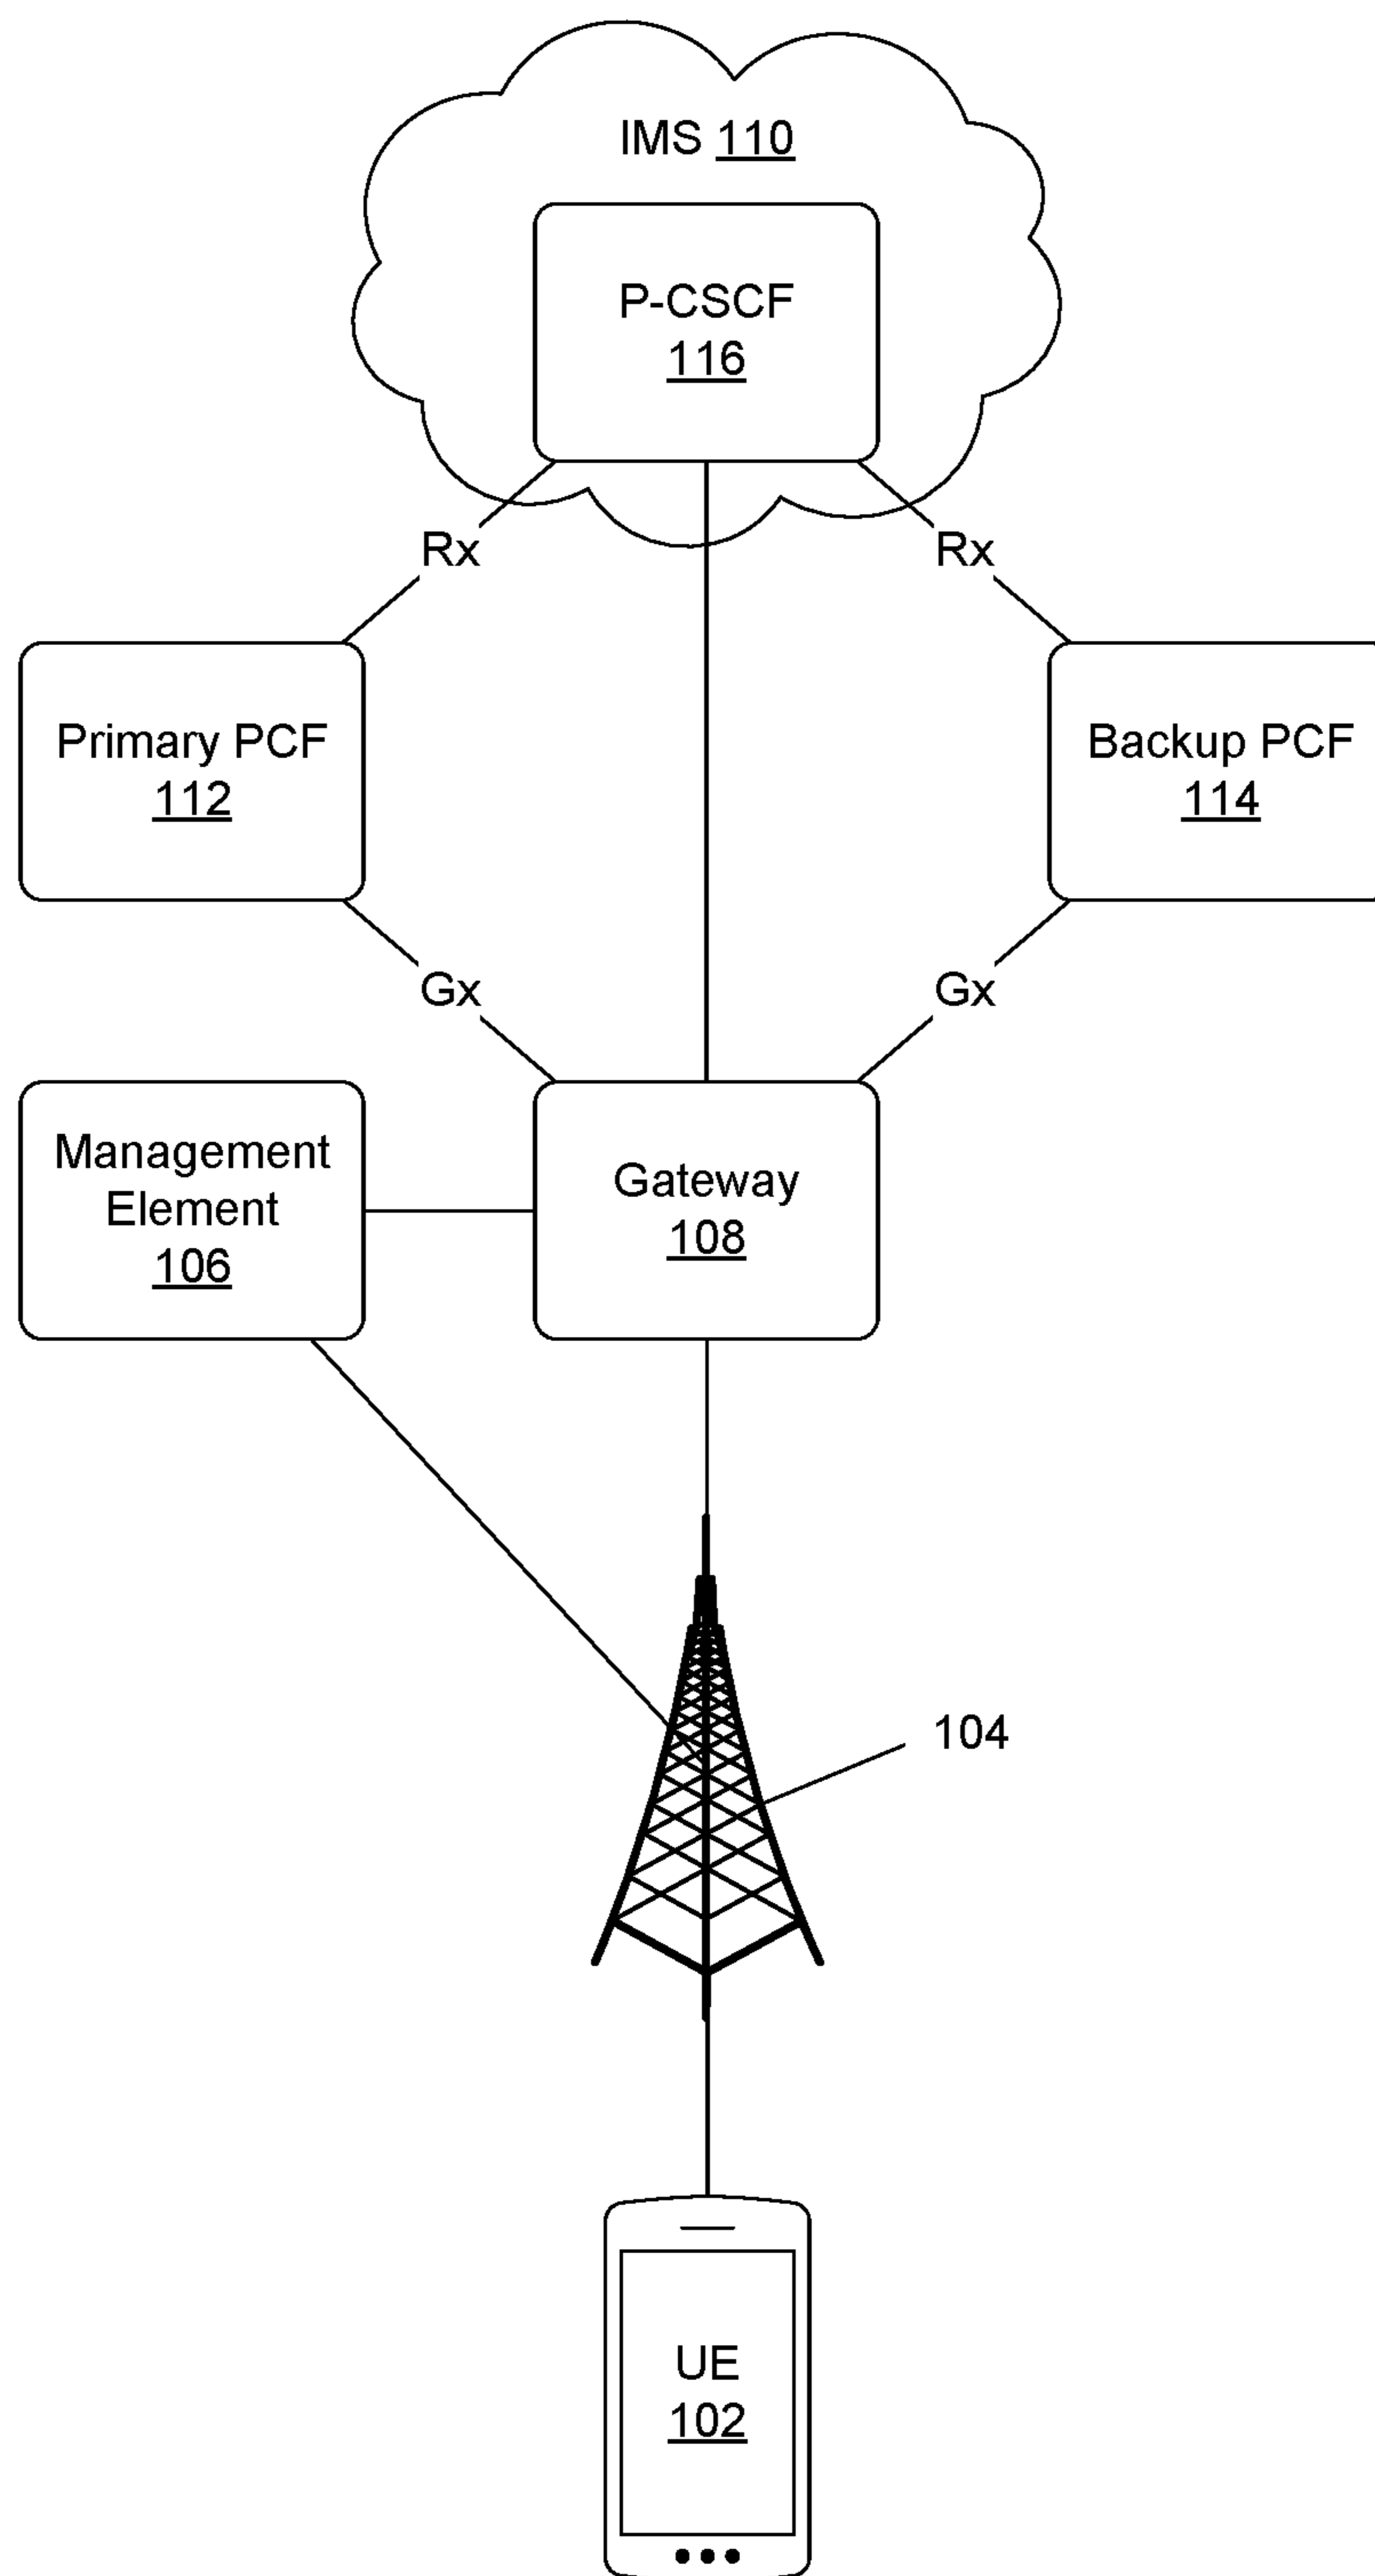 IMS 110
P-CSCF
116
Rx
Rx
Primary PCF
112
Backup PCF
114
Gx
Gx
Management
Element
106
Gateway
108
104
UE
102